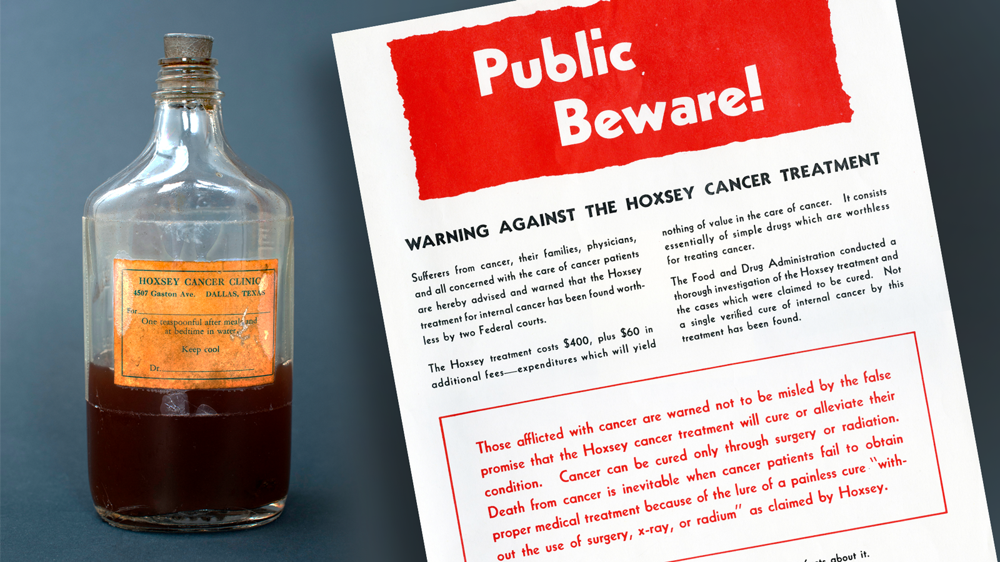 HOXSEY CANCER CLINIC
4507 Gaston Ave. DALLAS, TEXAS
For
One teaspoonful after meals and
at bedtime in water.
Keep cool
Dr.
Public
Beware!
WARNING AGAINST THE HOXSEY CANCER TREATMENT
Sufferers from cancer, their families, physicians,
and all concerned with the care of cancer patients
are hereby advised and warned that the Hoxsey
treatment for internal cancer has been found worth-
less by two Federal courts.
The Hoxsey treatment costs $400, plus $60 in
additional fees—expenditures which will yield
nothing of value in the care of cancer. It consists
essentially of simple drugs which are worthless
for treating cancer.
The Food and Drug Administration conducted a
thorough investigation of the Hoxsey treatment and
the cases which were claimed to be cured. Not
a single verified cure of internal cancer by this
treatment has been found.
Those afflicted with cancer are warned not to be misled by the false
promise that the Hoxsey cancer treatment will cure or alleviate their
condition. Cancer can be cured only through surgery or radiation.
Death from cancer is inevitable when cancer patients fail to obtain
proper medical treatment because of the lure of a painless cure "with-
out the use of surgery, x-ray, or radium" as claimed by Hoxsey.
about it.